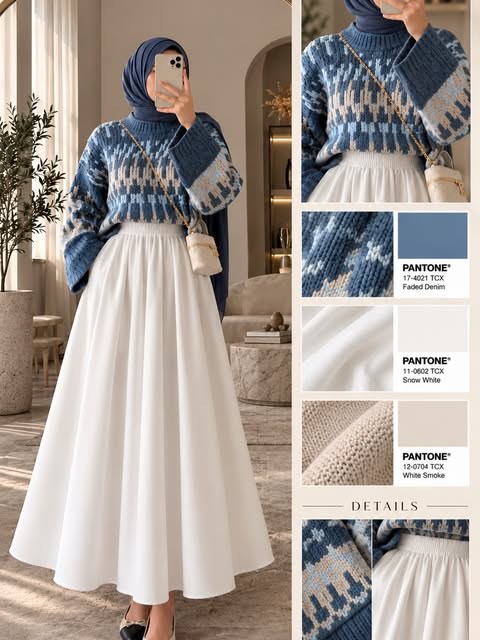 PANTONE®
17-4021 TCX
Faded Denim
PANTONE®
11-0602 TCX
Snow White
PANTONE®
12-0704 TCX
White Smoke
DETAILS